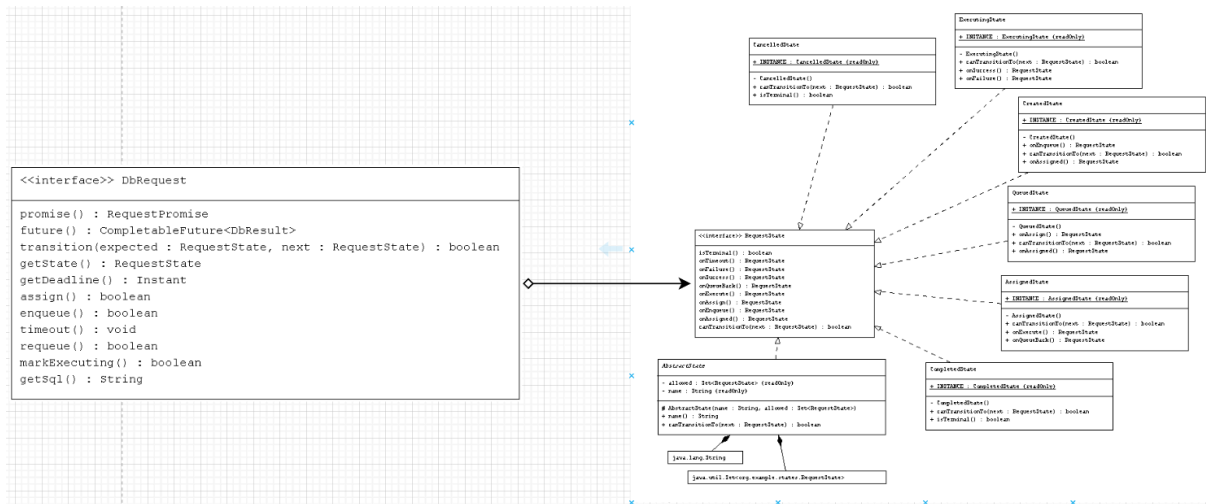 <<interface>> DbRequest
promise() : RequestPromise
future() : CompletableFuture<DbResult>
transition(expected : RequestState, next : RequestState) : boolean
getState() : RequestState
getDeadline() : Instant
assign() : boolean
enqueue() : boolean
timeout() : void
requeue() : boolean
markExecuting() : boolean
getSql() : String
CancelledState
+ INSTANCE : CancelledState {readOnly}
- CancelledState()
+ canTransitionTo(next : RequestState) : boolean
+ isTerminal() : boolean
ExecutingState
+ INSTANCE : ExecutingState {readOnly}
- ExecutingState()
+ canTransitionTo(next : RequestState) : boolean
+ onSuccess() : RequestState
+ onFailure() : RequestState
CreatedState
+ INSTANCE : CreatedState {readOnly}
- CreatedState()
+ onEnqueue() : RequestState
+ canTransitionTo(next : RequestState) : boolean
+ onAssigned() : RequestState
QueuedState
+ INSTANCE : QueuedState {readOnly}
- QueuedState()
+ onAssign() : RequestState
+ canTransitionTo(next : RequestState) : boolean
+ onAssigned() : RequestState
<<interface>> RequestState
isTerminal() : boolean
onTimeout() : RequestState
onFailure() : RequestState
onSuccess() : RequestState
onQueueBack() : RequestState
onExecute() : RequestState
onAssign() : RequestState
onEnqueue() : RequestState
onAssigned() : RequestState
canTransitionTo(next : RequestState) : boolean
AssignedState
+ INSTANCE : AssignedState {readOnly}
- AssignedState()
+ canTransitionTo(next : RequestState) : boolean
+ onExecute() : RequestState
+ onQueueBack() : RequestState
AbstractState
- allowed : Set<RequestState> {readOnly}
- name : String {readOnly}
# AbstractState(name : String, allowed : Set<RequestState>)
+ name() : String
+ canTransitionTo(next : RequestState) : boolean
CompletedState
+ INSTANCE : CompletedState {readOnly}
- CompletedState()
+ canTransitionTo(next : RequestState) : boolean
+ isTerminal() : boolean
java.lang.String
java.util.Set<org.example.states.RequestState>